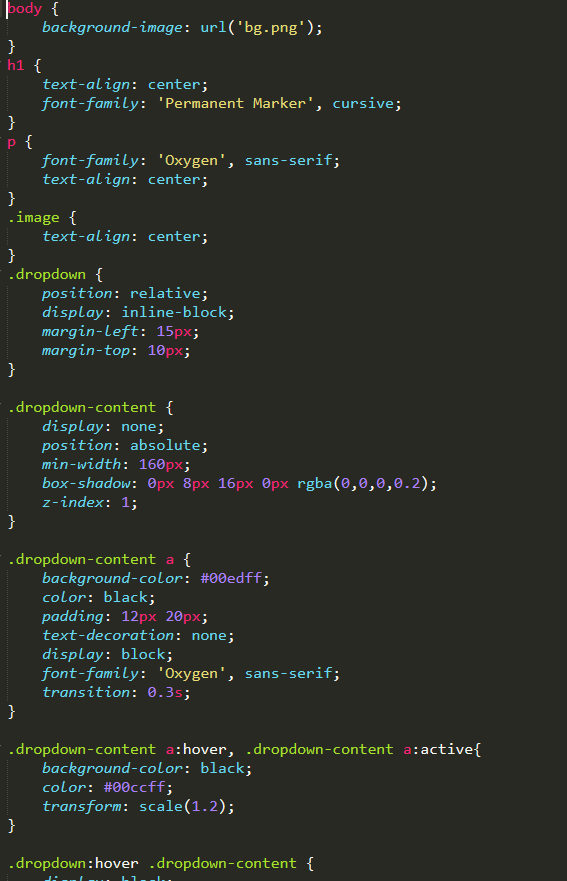 body {
    background-image: url('bg.png');
}
h1 {
    text-align: center;
    font-family: 'Permanent Marker', cursive;
}
p {
    font-family: 'Oxygen', sans-serif;
    text-align: center;
}
.image {
    text-align: center;
}
.dropdown {
    position: relative;
    display: inline-block;
    margin-left: 15px;
    margin-top: 10px;
}

.dropdown-content {
    display: none;
    position: absolute;
    min-width: 160px;
    box-shadow: 0px 8px 16px 0px rgba(0,0,0,0.2);
    z-index: 1;
}

.dropdown-content a {
    background-color: #00edff;
    color: black;
    padding: 12px 20px;
    text-decoration: none;
    display: block;
    font-family: 'Oxygen', sans-serif;
    transition: 0.3s;
}

.dropdown-content a:hover, .dropdown-content a:active{
    background-color: black;
    color: #00ccff;
    transform: scale(1.2);
}

.dropdown:hover .dropdown-content {
    display: block;